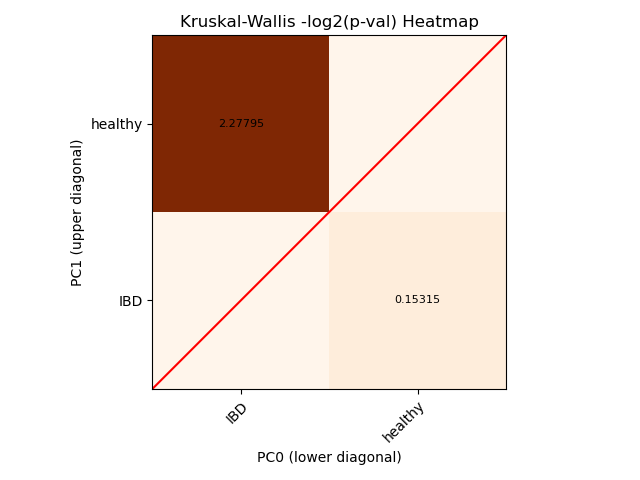 Kruskal-Wallis -log2(p-val) Heatmap
healthy
2.27795
PC1 (upper diagonal)
IBD
0.15315
IBD
healthy
PC0 (lower diagonal)